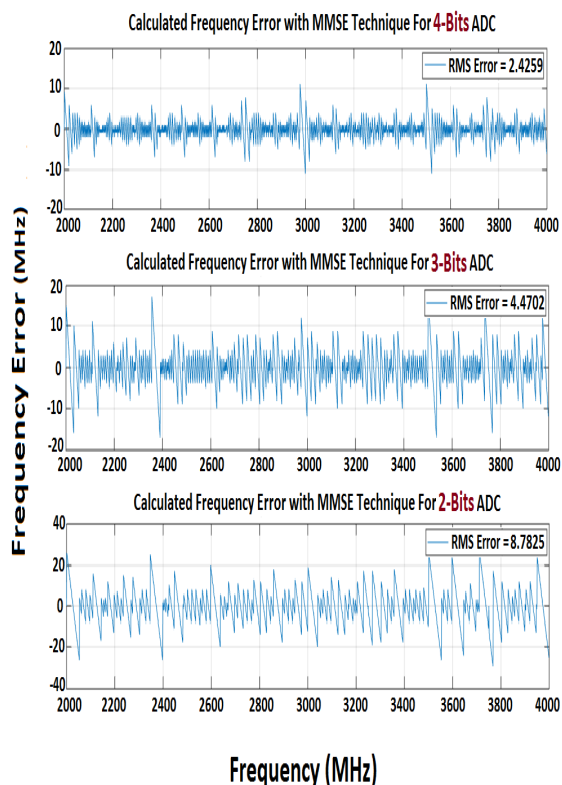 Calculated Frequency Error with MMSE Technique For 4-Bits ADC
RMS Error = 2.4259
20
10
0
-10
-20
2000 2200 2400 2600 2800 3000 3200 3400 3600 3800 4000
Calculated Frequency Error with MMSE Technique For 3-Bits ADC
RMS Error = 4.4702
20
10
0
-10
-20
2000 2200 2400 2600 2800 3000 3200 3400 3600 3800 4000
Calculated Frequency Error with MMSE Technique For 2-Bits ADC
RMS Error = 8.7825
40
20
0
-20
-40
2000 2200 2400 2600 2800 3000 3200 3400 3600 3800 4000
Frequency Error (MHz)
Frequency (MHz)